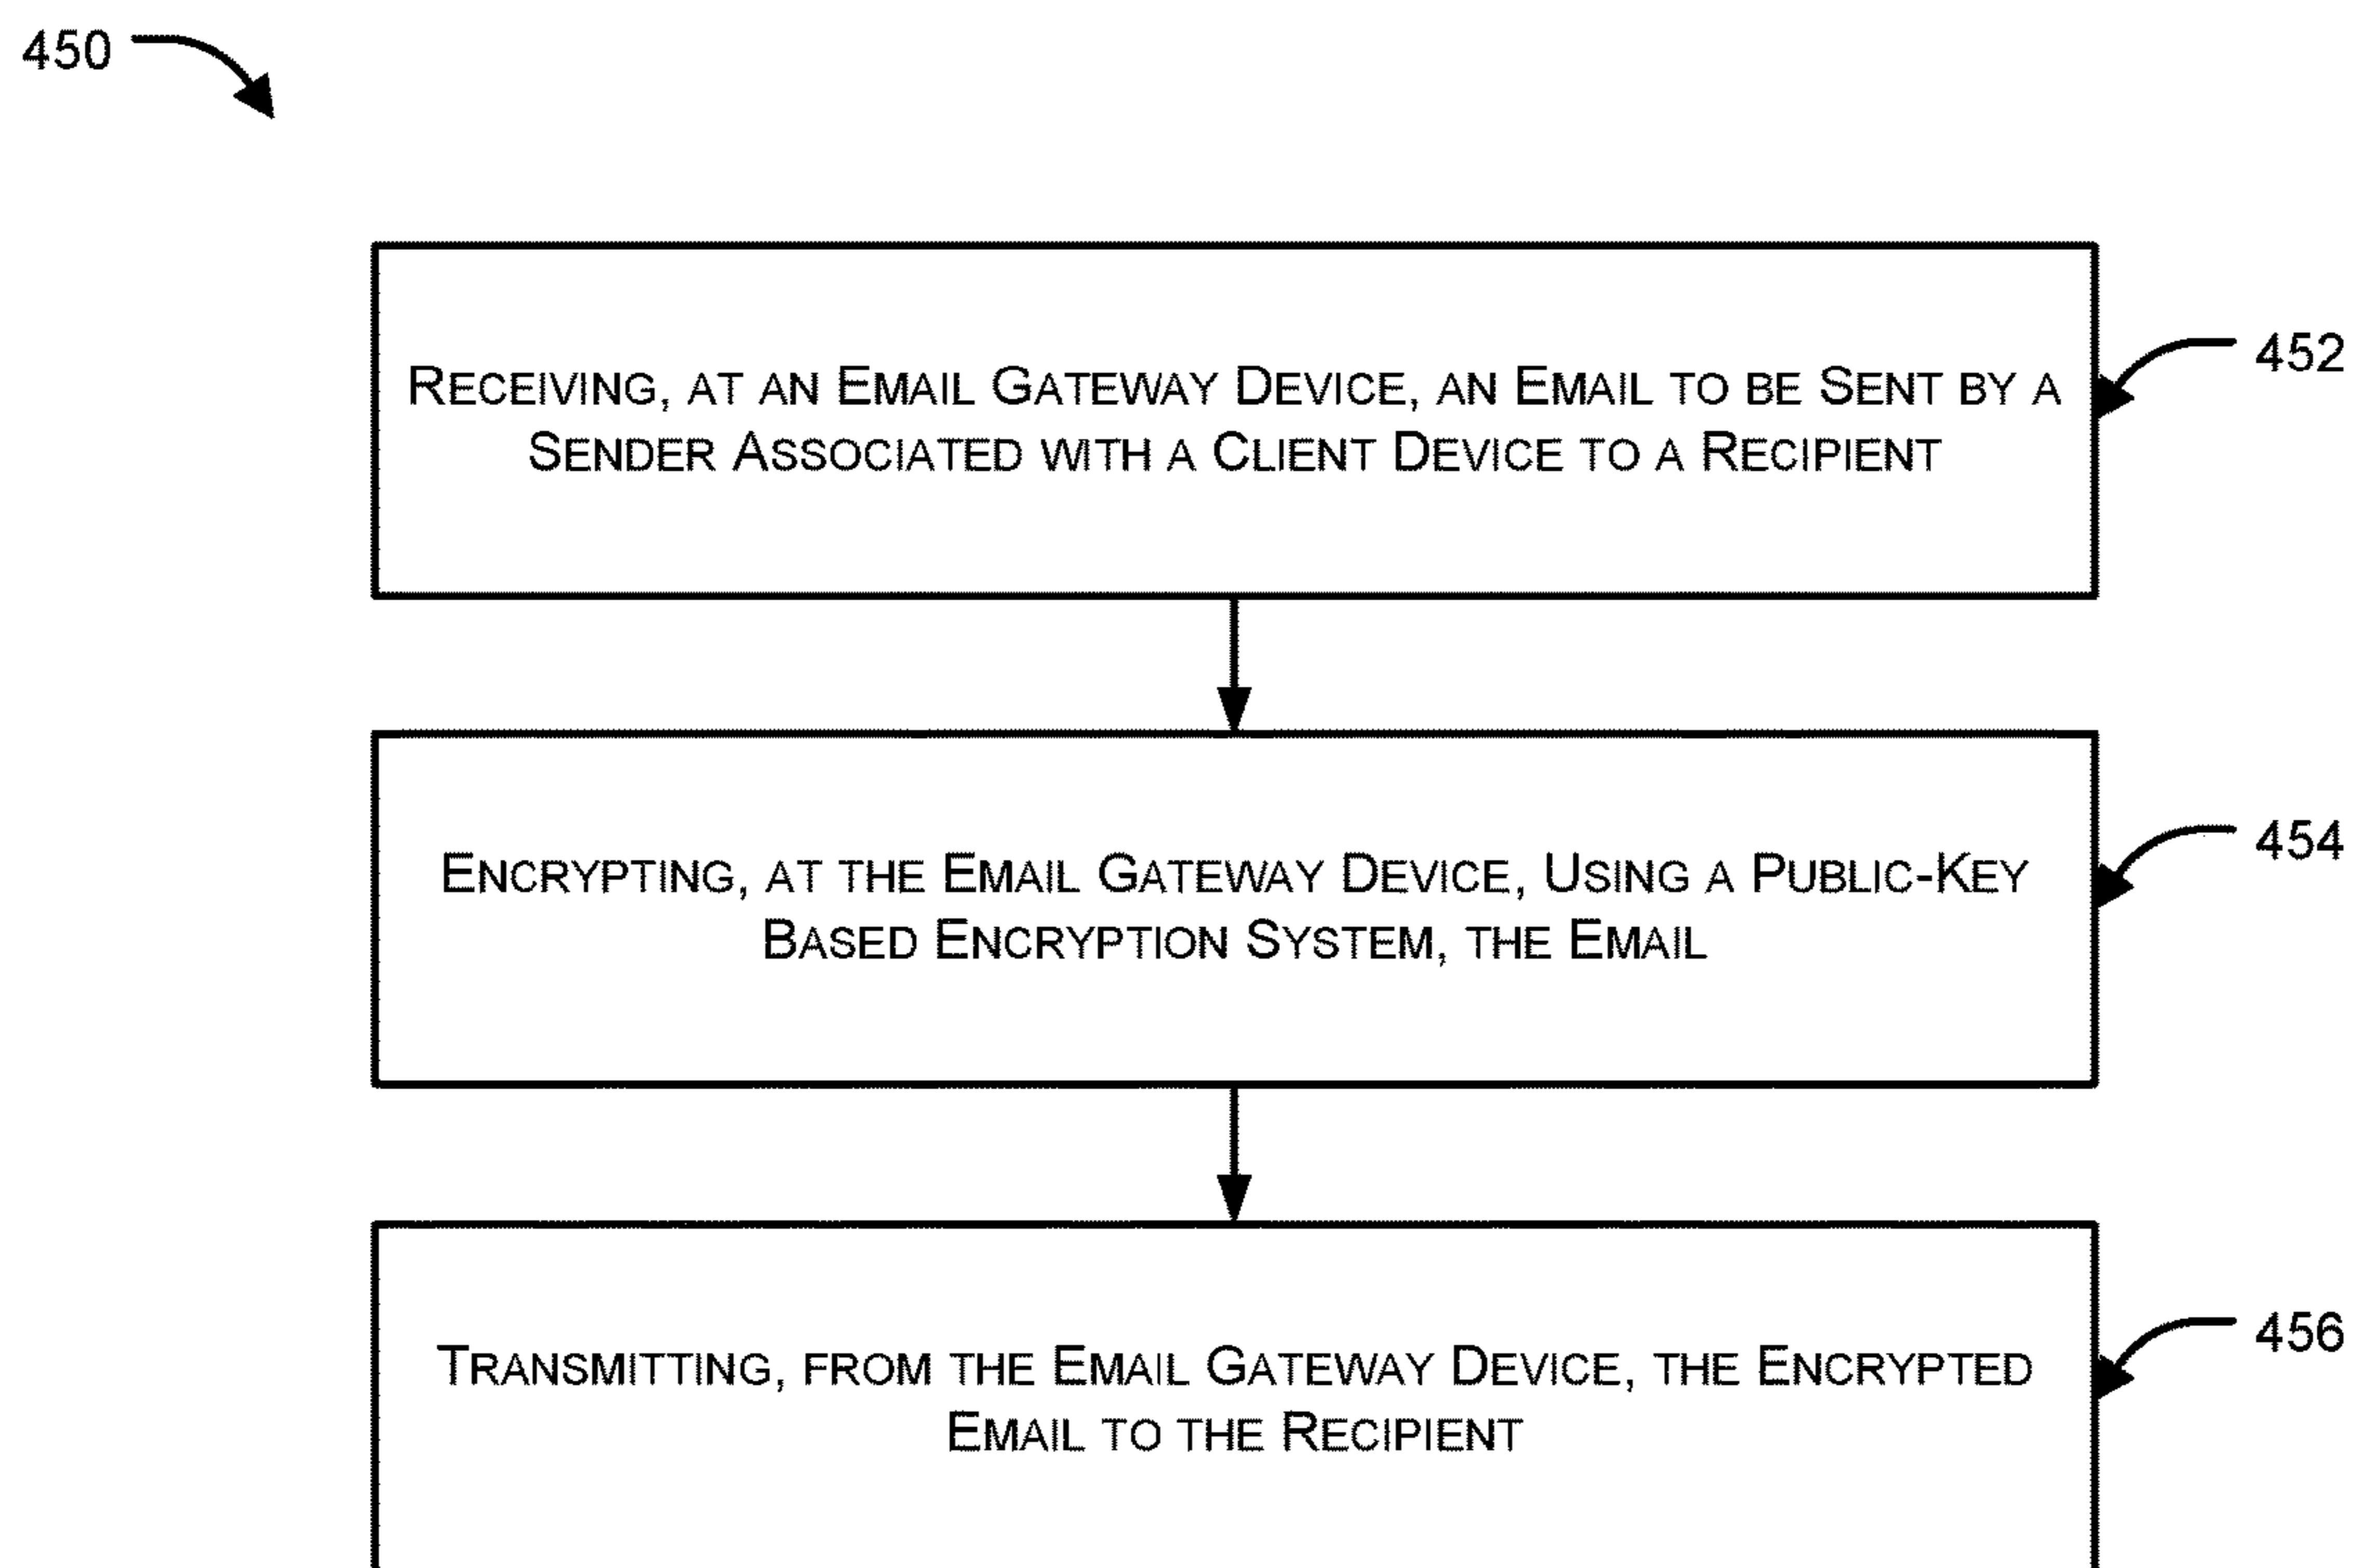 450
RECEIVING, AT AN EMAIL GATEWAY DEVICE, AN EMAIL TO BE SENT BY A
452
SENDER ASSOCIATED WITH A CLIENT DEVICE TO A RECIPIENT
ENCRYPTING, AT THE EMAIL GATEWAY DEVICE, USING A PUBLIC-KEY
454
BASED ENCRYPTION SYSTEM, THE EMAIL
TRANSMITTING, FROM THE EMAIL GATEWAY DEVICE, THE ENCRYPTED
456
EMAIL TO THE RECIPIENT